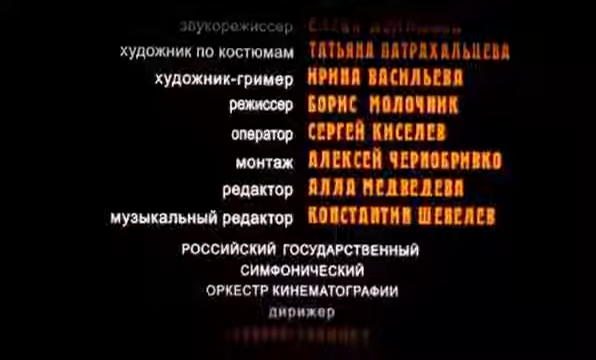 звукорежиссер
художник по костюмам ТАТЬЯНА ПАТРАХАЛЬЦЕВА
художник-гример ИРИНА ВАСИЛЬЕВА
режиссер БОРИС МОЛОЧНИК
оператор СЕРГЕЙ КИСЕЛЕВ
монтаж АЛЕКСЕЙ ЧЕРНОБРИВКО
редактор АЛЛА МЕДВЕДЕВА
музыкальный редактор КОНСТАНТИН ШЕВЕЛЕВ
РОССИЙСКИЙ ГОСУДАРСТВЕННЫЙ
СИМФОНИЧЕСКИЙ
ОРКЕСТР КИНЕМАТОГРАФИИ
дирижер